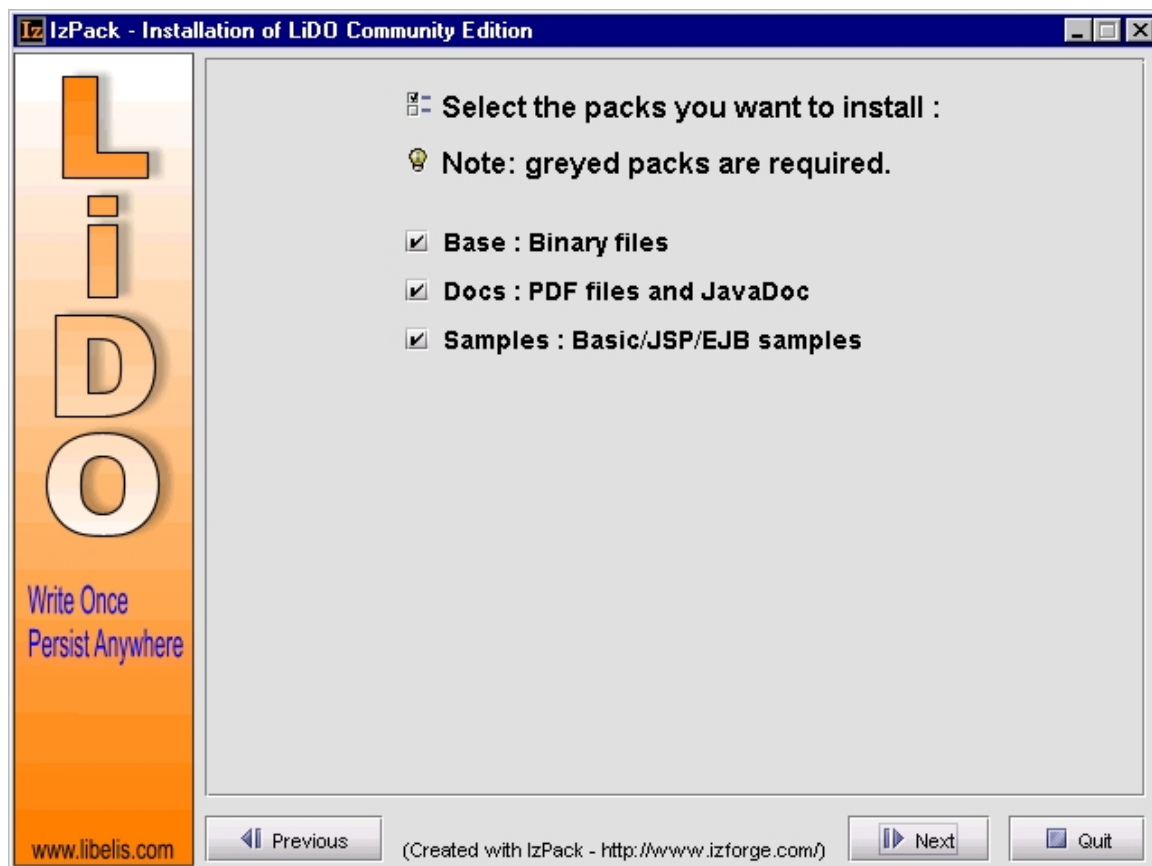 Iz IzPack - Installation of LiDO Community Edition
LiDO
Write Once
Persist Anywhere
www.libelis.com
Select the packs you want to install :
Note: greyed packs are required.
Base : Binary files
Docs : PDF files and JavaDoc
Samples : Basic/JSP/EJB samples
Previous
(Created with IzPack - http://www.izforge.com/)
Next
Quit